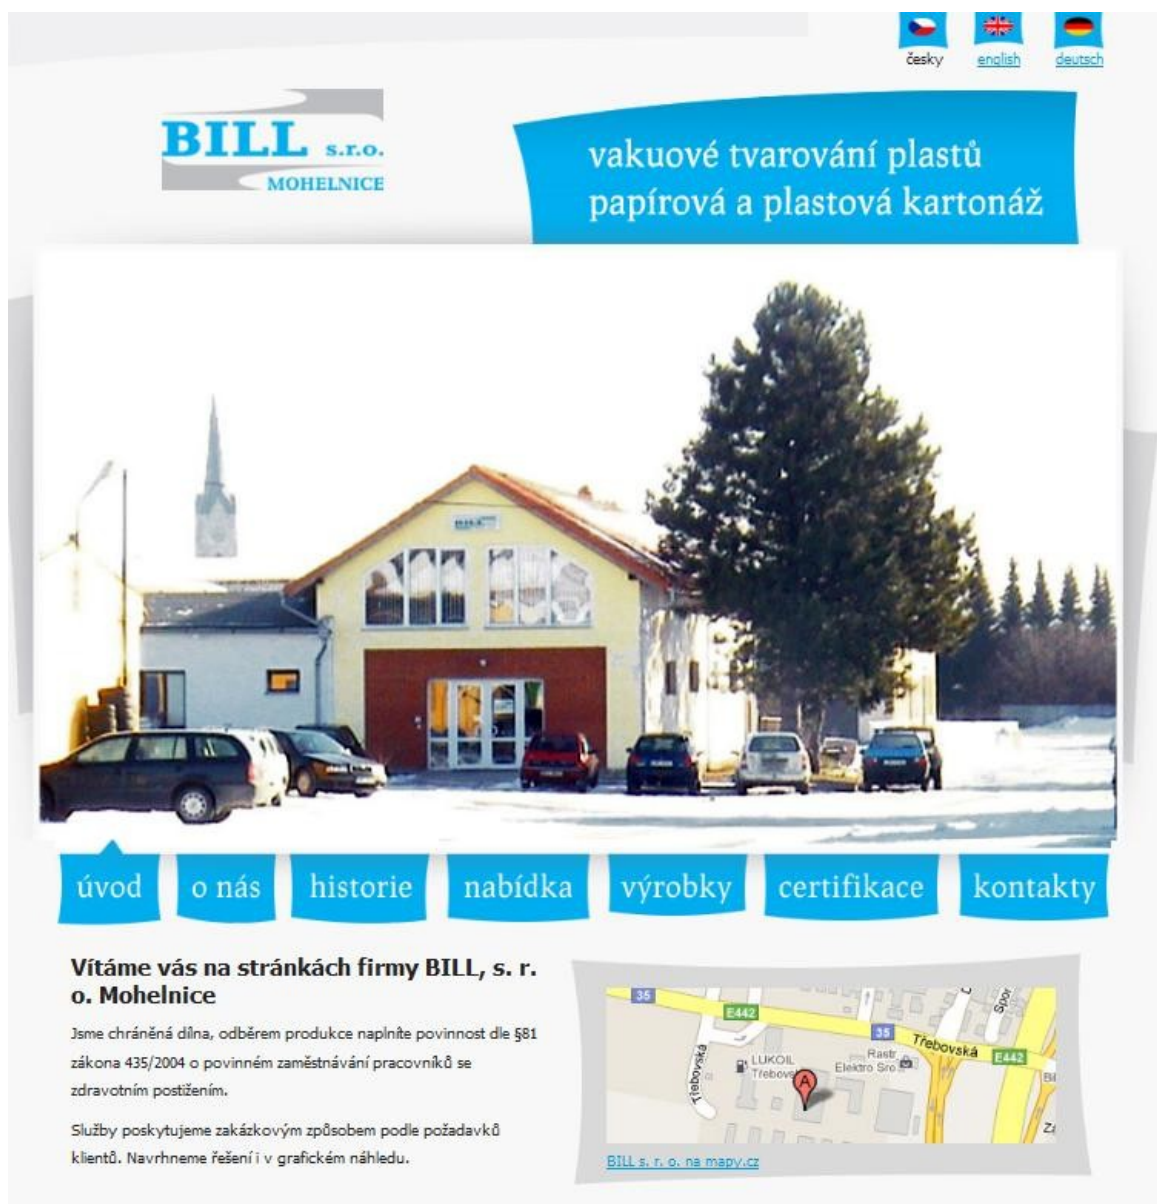 česky
english
deutsch
BILL s.r.o.
MOHELNICE
vakuové tvarování plastů
papírová a plastová kartonáž
BILL
úvod
o nás
historie
nabídka
výrobky
certifikace
kontakty
Vítáme vás na stránkách firmy BILL, s. r.
o. Mohelnice
Jsme chráněná dílna, odběrem produkce naplníte povinnost dle §81
zákona 435/2004 o povinném zaměstnávání pracovníků se
zdravotním postižením.
Služby poskytujeme zakázkovým způsobem podle požadavků
klientů. Navrhneme řešení i v grafickém náhledu.
35
E442
35
Třebovská
E442
Spor
Třebovská
LUKOIL
Rastr
Elektro Sro
A
BILL s. r. o. na mapy.cz